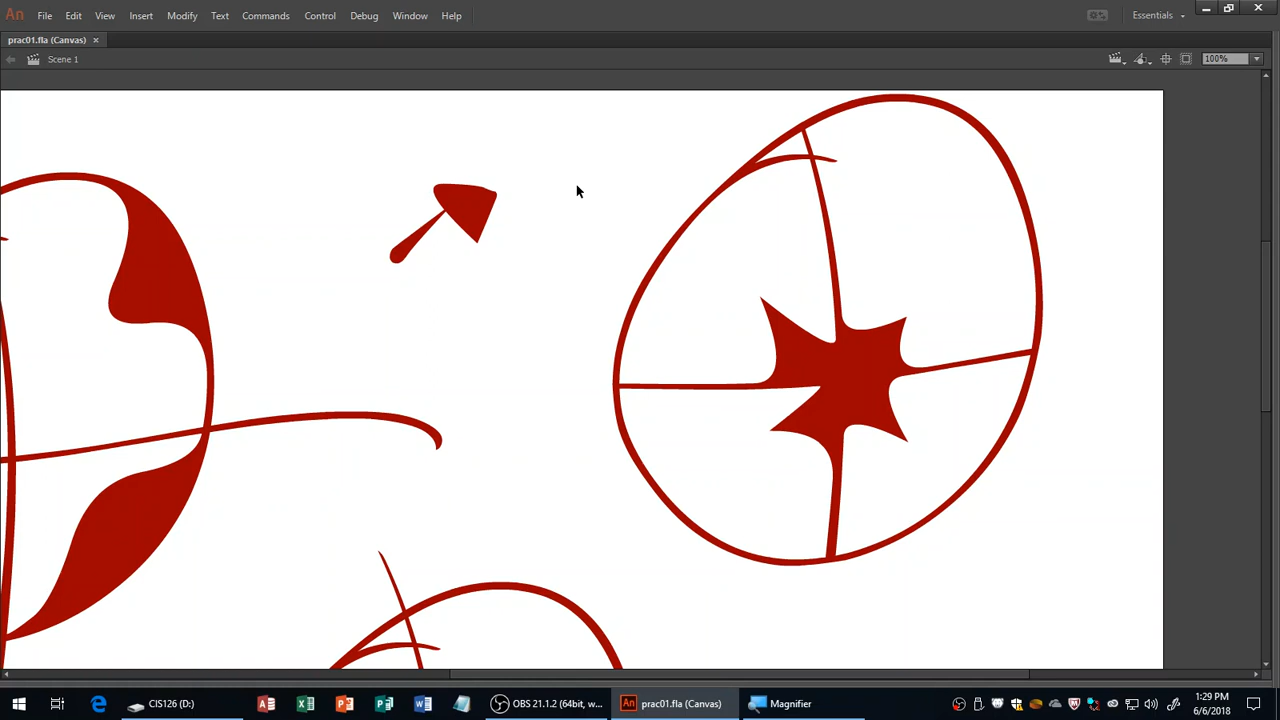 An File Edit View Insert Modify Text Commands Control Debug Window Help Essentials
prac01.fla (Canvas) ×
Scene 1 100%
CIS126 (D:) OBS 21.1.2 (64bit, w... An prac01.fla (Canvas) Magnifier 1:29 PM
6/6/2018